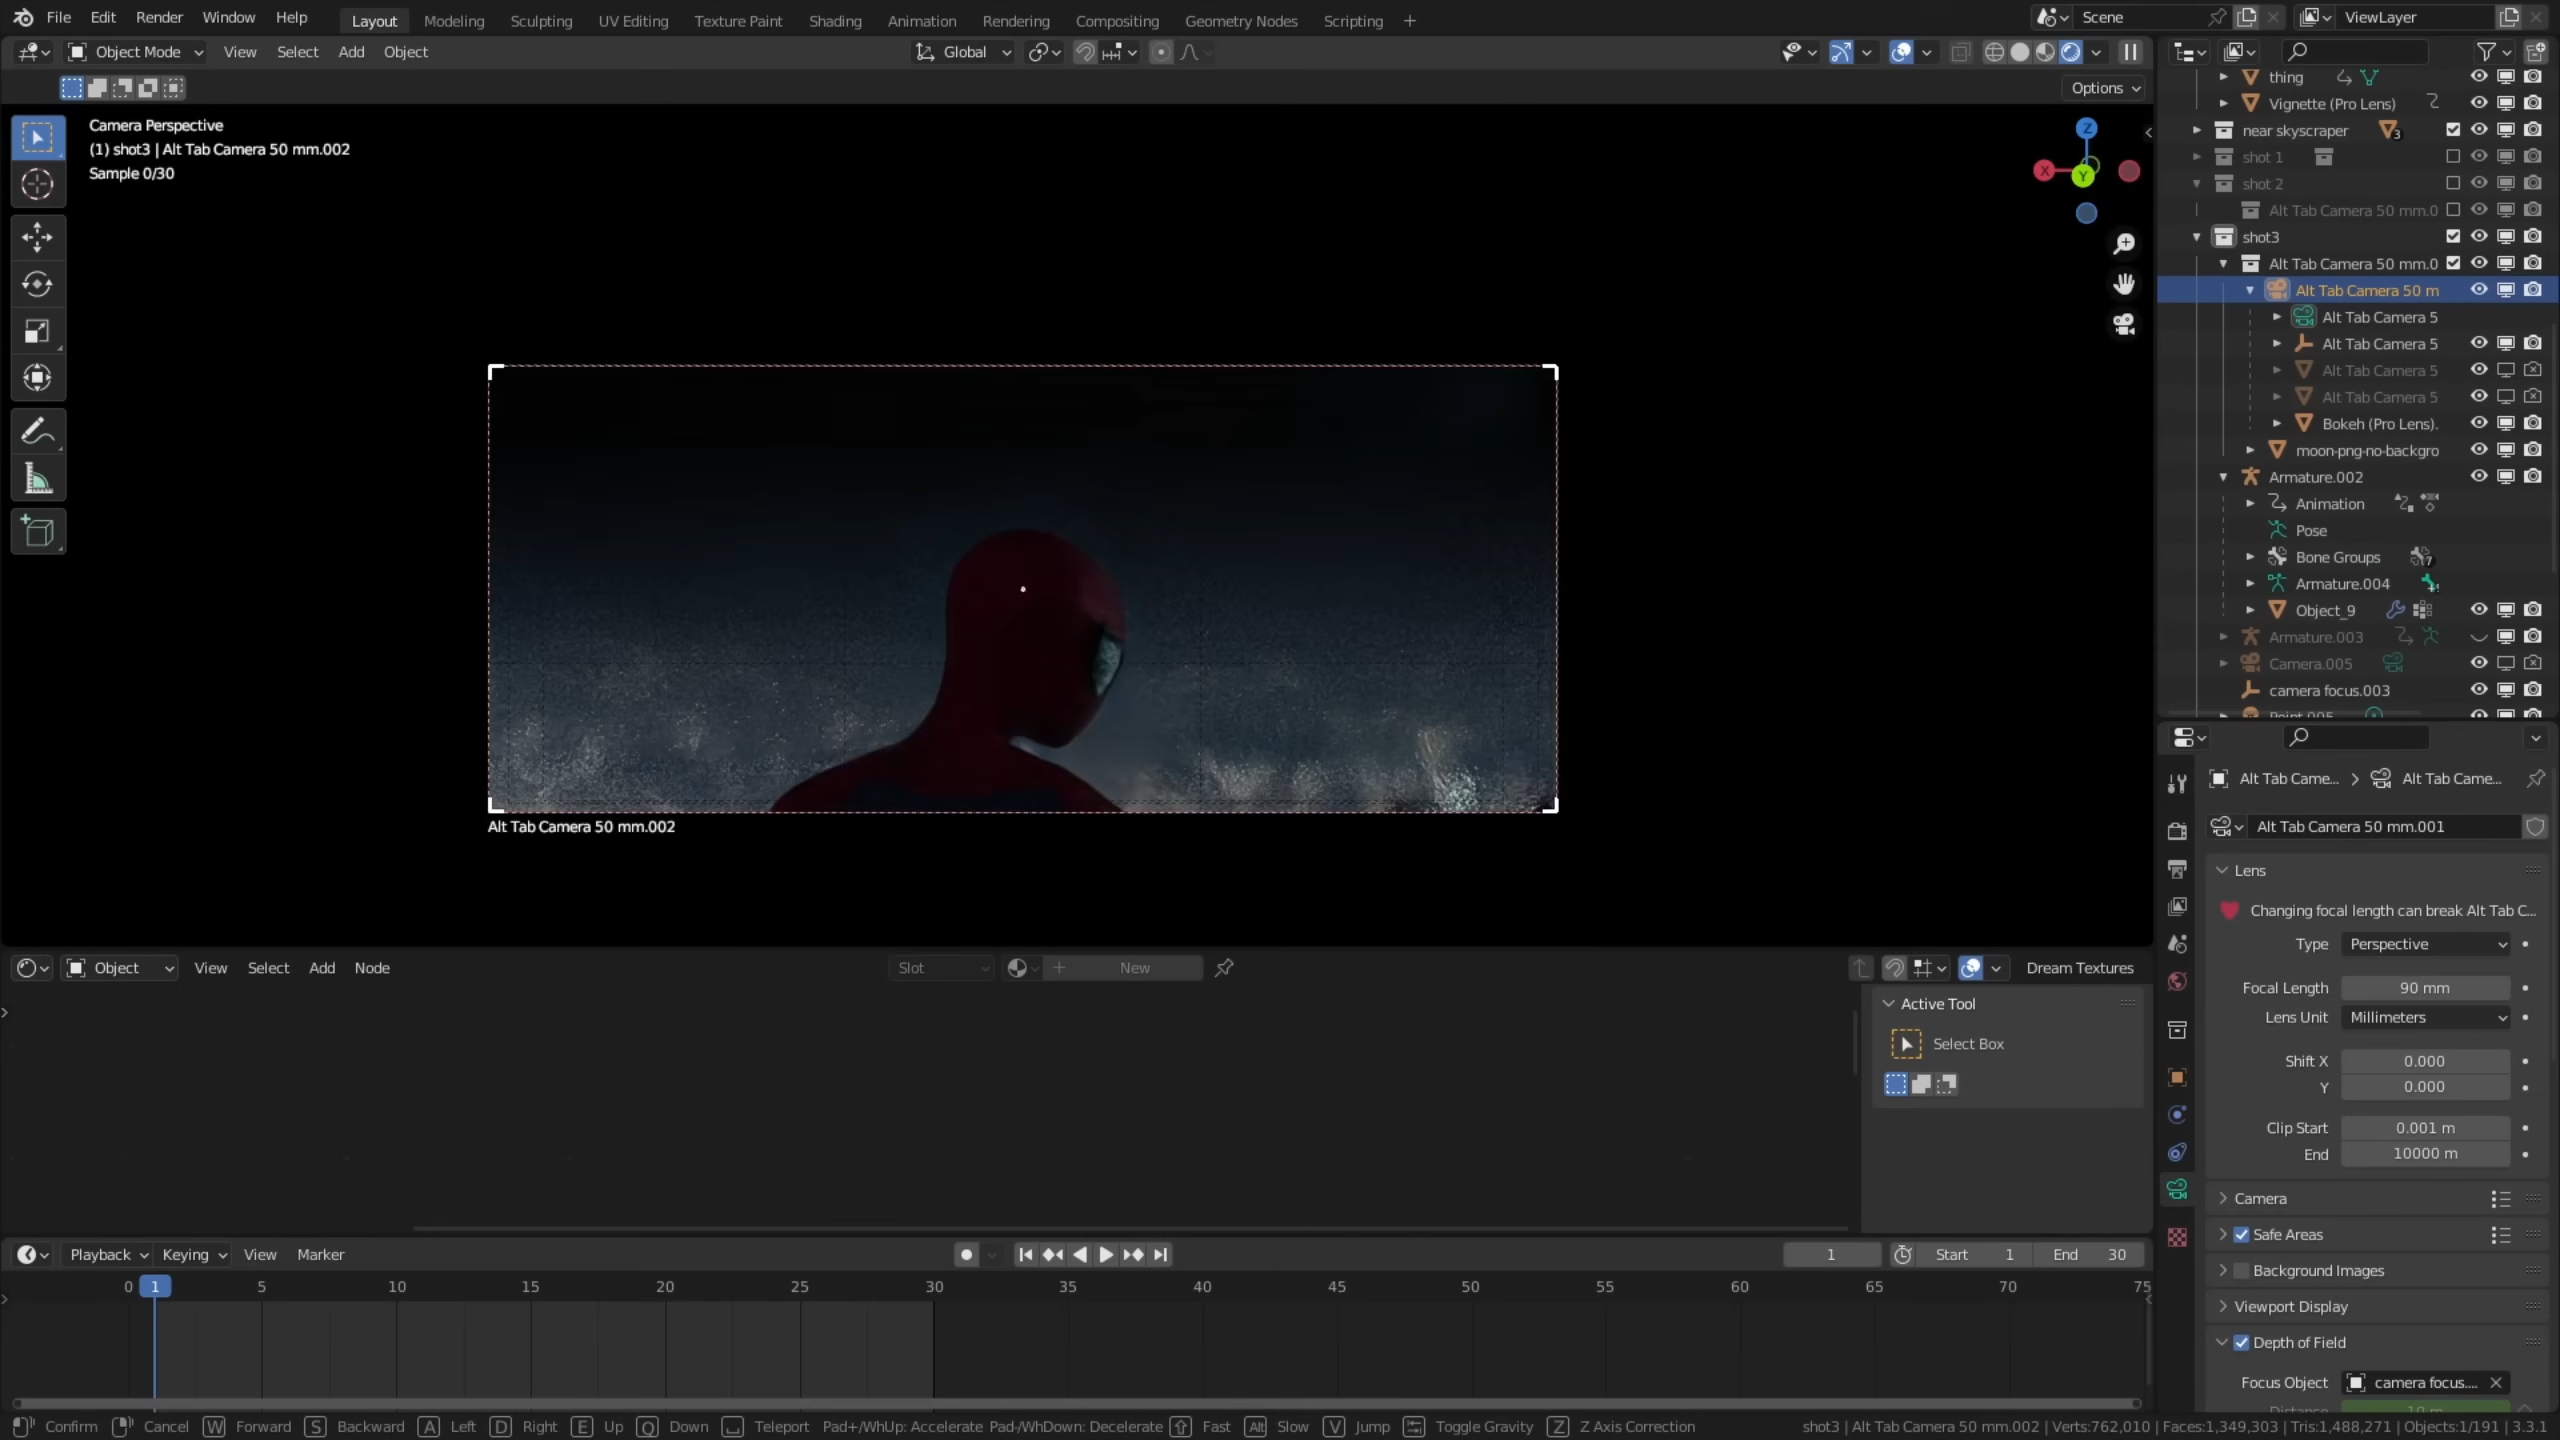 File Edit Render Window Help Layout Modeling Sculpting UV Editing Texture Paint Shading Animation Rendering Compositing Geometry Nodes Scripting + Scene ViewLayer
Object Mode View Select Add Object Global
Options
Camera Perspective
(1) shot3 | Alt Tab Camera 50 mm.002
Sample 0/30
Z
X
Y
Alt Tab Camera 50 mm.002
thing
Vignette (Pro Lens)
near skyscraper 3
shot 1
shot 2
Alt Tab Camera 50 mm.0
shot3
Alt Tab Camera 50 mm.0
Alt Tab Camera 50 m
Alt Tab Camera 5
Alt Tab Camera 5
Alt Tab Camera 5
Alt Tab Camera 5
Bokeh (Pro Lens).
moon-png-no-backgro
Armature.002
Animation
Pose
Bone Groups 7
Armature.004
Object_9
Armature.003
Camera.005
camera focus.003
Point.005
Alt Tab Came... > Alt Tab Came...
Alt Tab Camera 50 mm.001
Lens
Changing focal length can break Alt Tab C...
Type Perspective
Focal Length 90 mm
Lens Unit Millimeters
Shift X 0.000
Y 0.000
Clip Start 0.001 m
End 10000 m
Camera
Safe Areas
Background Images
Viewport Display
Depth of Field
Focus Object camera focus....
Object View Select Add Node Slot New Dream Textures
Active Tool
Select Box
Playback Keying View Marker 1 Start 1 End 30
0 1 5 10 15 20 25 30 35 40 45 50 55 60 65 70 75
Confirm Cancel W Forward S Backward A Left D Right E Up Q Down Teleport Pad+/WhUp: Accelerate Pad-/WhDown: Decelerate Fast Alt Slow V Jump Toggle Gravity Z Z Axis Correction shot3 | Alt Tab Camera 50 mm.002 | Verts:762,010 | Faces:1,349,303 | Tris:1,488,271 | Objects:1/191 | 3.3.1